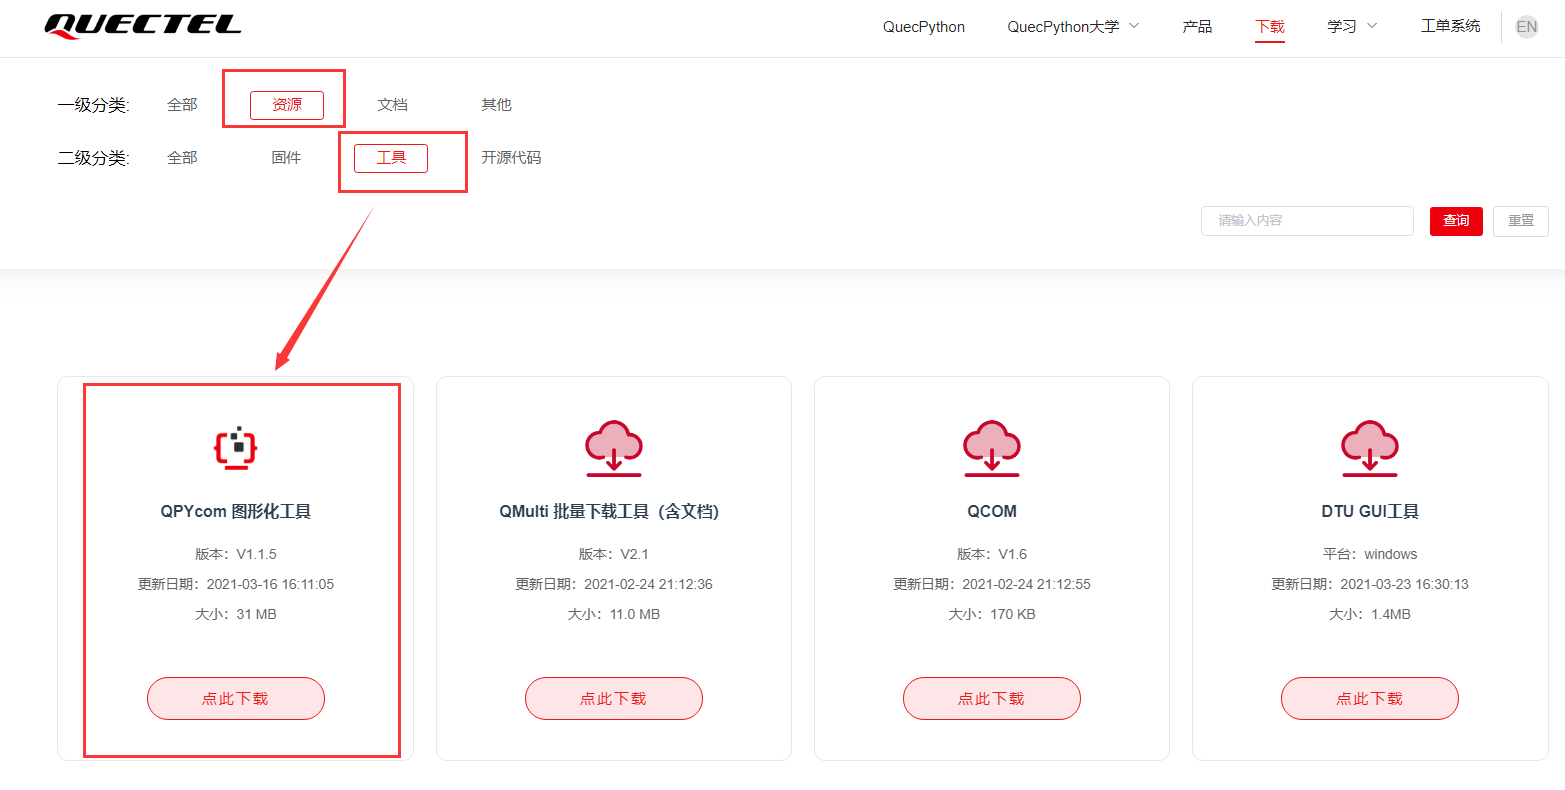 QUECTEL
QuecPython QuecPython大学 产品 下载 学习 工单系统 EN
一级分类: 全部 资源 文档 其他
二级分类: 全部 固件 工具 开源代码
请输入内容 查询 重置
QPYcom 图形化工具
版本：V1.1.5
更新日期：2021-03-16 16:11:05
大小：31 MB
点此下载
QMulti 批量下载工具（含文档）
版本：V2.1
更新日期：2021-02-24 21:12:36
大小：11.0 MB
点此下载
QCOM
版本：V1.6
更新日期：2021-02-24 21:12:55
大小：170 KB
点此下载
DTU GUI工具
平台：windows
更新日期：2021-03-23 16:30:13
大小：1.4MB
点此下载